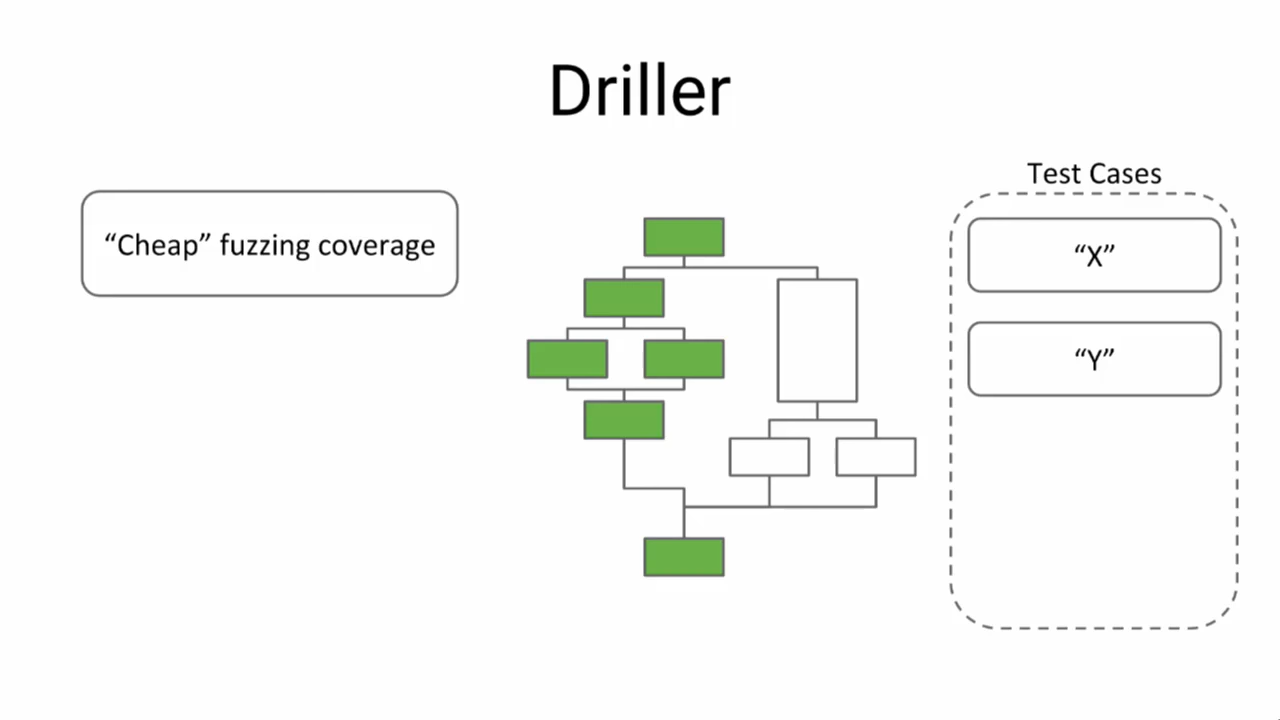 Driller
“Cheap” fuzzing coverage
Test Cases
“X”
“Y”